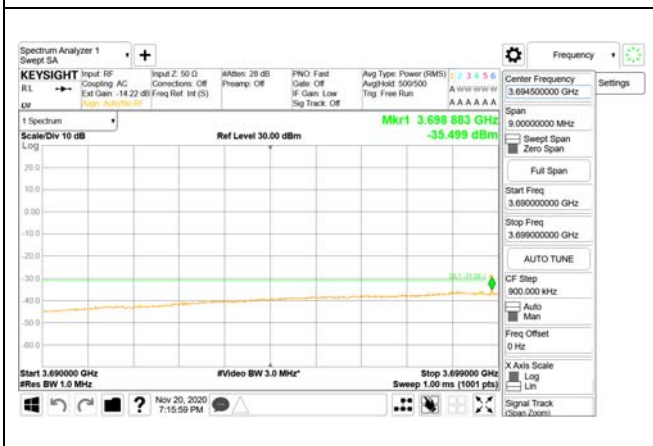 Spectrum Analyzer 1
Swept SA
+
Frequency
Settings
KEYSIGHT
RL
Input: RF
Coupling: AC
Ext Gain: -14.22 dB
Align: Auto/No RF
Input Z: 50 Ω
Corrections: Off
Freq Ref: Int (S)
#Atten: 28 dB
Preamp: Off
PNO: Fast
Gate: Off
IF Gain: Low
Sig Track: Off
Avg Type: Power (RMS)
Avg|Hold: 500/500
Trig: Free Run
1 2 3 4 5 6
A W W W W W
A A A A A A
1 Spectrum
Scale/Div 10 dB
Log
Ref Level 30.00 dBm
Mkr1 3.698 883 GHz
-35.499 dBm
20.0
10.0
0.00
-10.0
-20.0
-30.0
-40.0
-50.0
-60.0
Start 3.690000 GHz
#Res BW 1.0 MHz
#Video BW 3.0 MHz*
Stop 3.699000 GHz
Sweep 1.00 ms (1001 pts)
Nov 20, 2020
7:15:59 PM
?
Center Frequency
3.694500000 GHz
Span
9.00000000 MHz
Swept Span
Zero Span
Full Span
Start Freq
3.690000000 GHz
Stop Freq
3.699000000 GHz
AUTO TUNE
CF Step
900.000 kHz
Auto
Man
Freq Offset
0 Hz
X Axis Scale
Log
Lin
Signal Track
(Span Zoom)